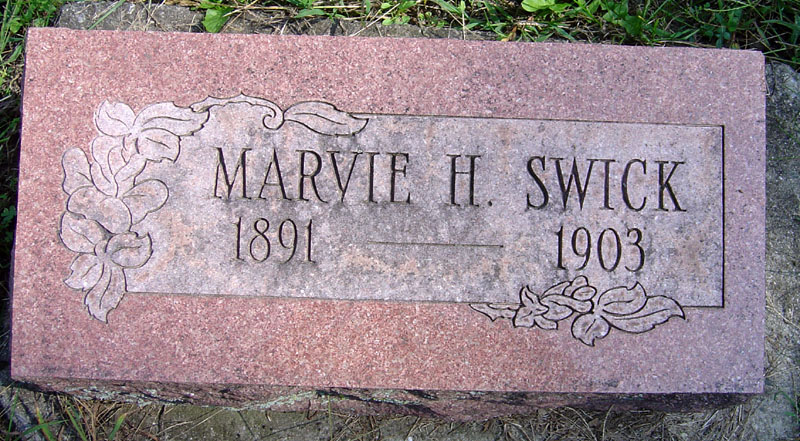 MARVIE H. SWICK
1891 — 1903